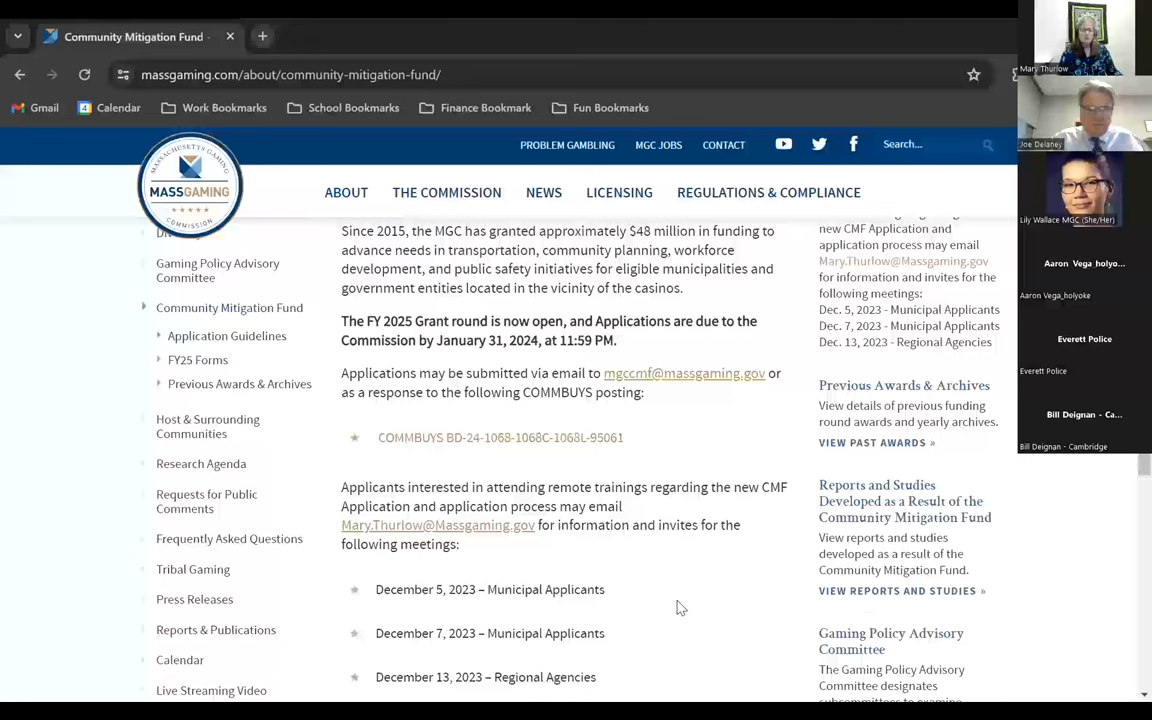 Community Mitigation Fund -
massgaming.com/about/community-mitigation-fund/
Gmail
Calendar
Work Bookmarks
School Bookmarks
Finance Bookmark
Fun Bookmarks
PROBLEM GAMBLING
MGC JOBS
CONTACT
Search...
MASSACHUSETTS GAMING
MASSGAMING
COMMISSION
ABOUT
THE COMMISSION
NEWS
LICENSING
REGULATIONS & COMPLIANCE
Gaming Policy Advisory
Committee
Community Mitigation Fund
Application Guidelines
FY25 Forms
Previous Awards & Archives
Host & Surrounding
Communities
Research Agenda
Requests for Public
Comments
Frequently Asked Questions
Tribal Gaming
Press Releases
Reports & Publications
Calendar
Live Streaming Video
Since 2015, the MGC has granted approximately $48 million in funding to
advance needs in transportation, community planning, workforce
development, and public safety initiatives for eligible municipalities and
government entities located in the vicinity of the casinos.
The FY 2025 Grant round is now open, and Applications are due to the
Commission by January 31, 2024, at 11:59 PM.
Applications may be submitted via email to mgccmf@massgaming.gov or
as a response to the following COMMBUYS posting:
COMMBUYS BD-24-1068-1068C-1068L-95061
Applicants interested in attending remote trainings regarding the new CMF
Application and application process may email
Mary.Thurlow@Massgaming.gov for information and invites for the
following meetings:
December 5, 2023 – Municipal Applicants
December 7, 2023 – Municipal Applicants
December 13, 2023 – Regional Agencies
new CMF Application and
application process may email
Mary.Thurlow@Massgaming.gov
for information and invites for the
following meetings:
Dec. 5, 2023 - Municipal Applicants
Dec. 7, 2023 - Municipal Applicants
Dec. 13, 2023 - Regional Agencies
Previous Awards & Archives
View details of previous funding
round awards and yearly archives.
VIEW PAST AWARDS »
Reports and Studies
Developed as a Result of the
Community Mitigation Fund
View reports and studies
developed as a result of the
Community Mitigation Fund.
VIEW REPORTS AND STUDIES »
Gaming Policy Advisory
Committee
The Gaming Policy Advisory
Committee designates
subcommittees to examine
Mary Thurlow
Joe Delaney
Lily Wallace MGC (She/Her)
Aaron Vega_holyo...
Aaron Vega_holyoke
Everett Police
Everett Police
Bill Deignan - Ca...
Bill Deignan - Cambridge